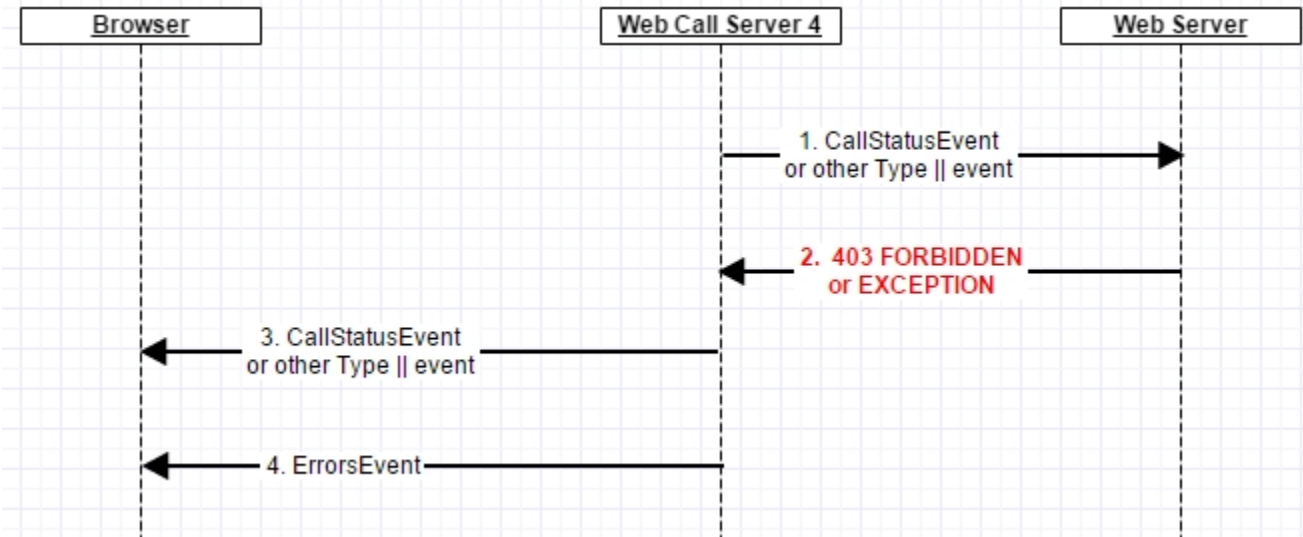 Browser
Web Call Server 4
Web Server
1. CallStatusEvent
or other Type || event
2. 403 FORBIDDEN
or EXCEPTION
3. CallStatusEvent
or other Type || event
4. ErrorsEvent